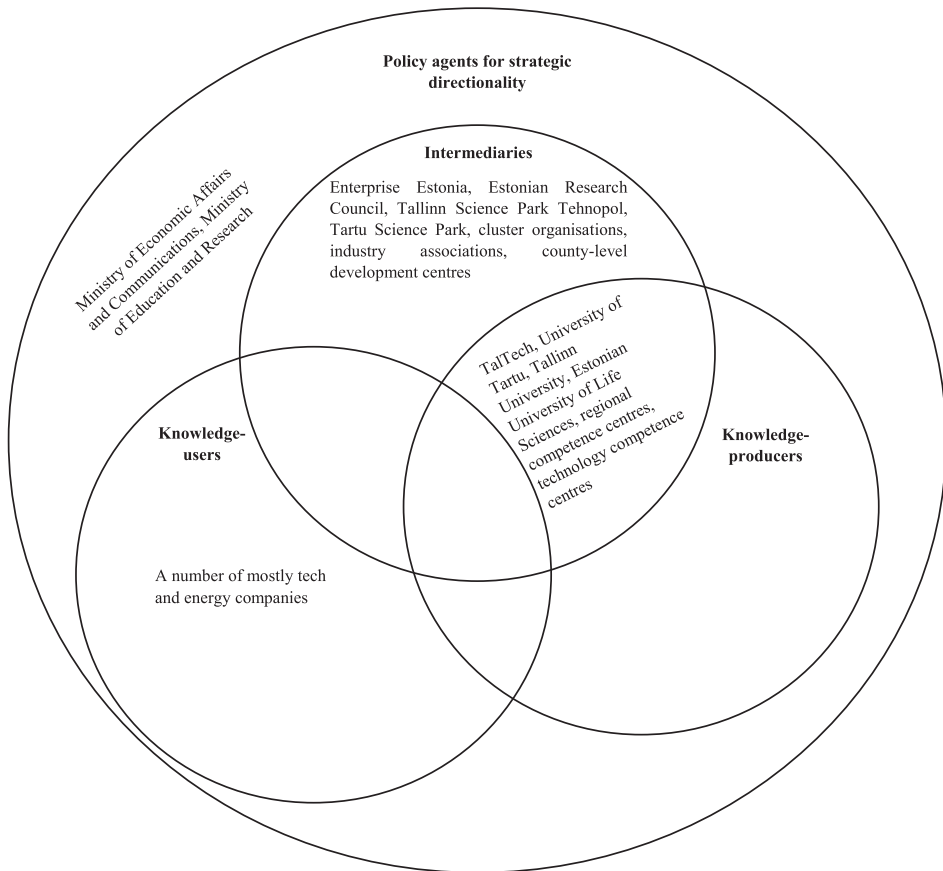 Policy agents for strategic
directionality
Intermediaries
Enterprise Estonia, Estonian Research
Council, Tallinn Science Park Tehnopol,
Tartu Science Park, cluster organisations,
industry associations, county-level
development centres
Ministry of Economic Affairs
and Communications, Ministry
of Education and Research
TalTech, University of
Tartu, Tallinn
University, Estonian
University of Life
Sciences, regional
competence centres,
technology competence
centres
Knowledge-
users
Knowledge-
producers
A number of mostly tech
and energy companies